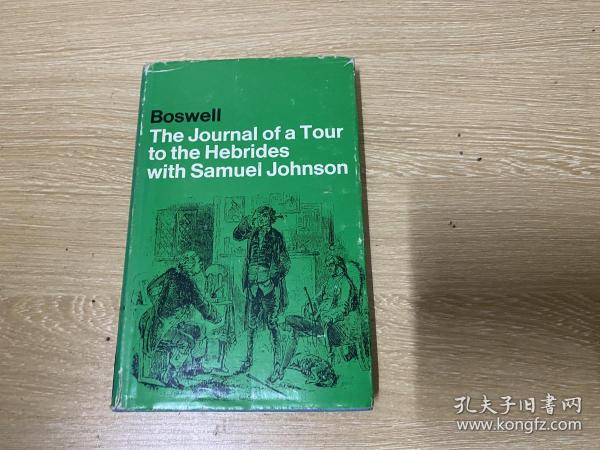 Boswell
The Journal of a Tour
to the Hebrides
with Samuel Johnson
孔夫子旧書网
www.kongfz.com